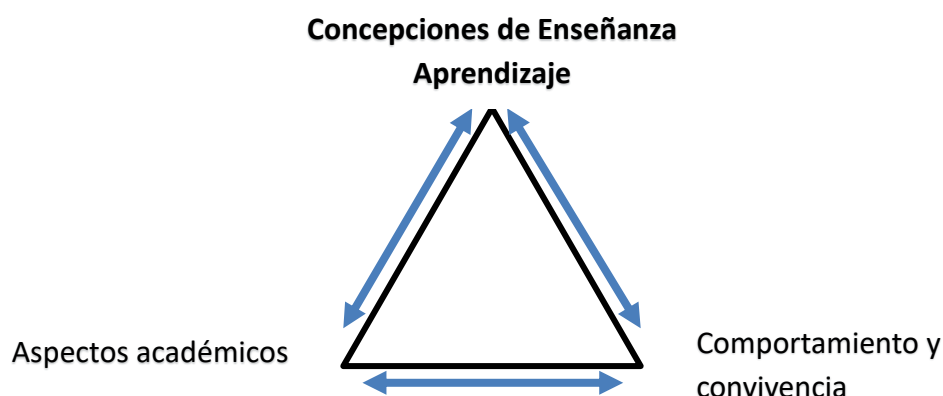 Concepciones de Enseñanza
Aprendizaje
Aspectos académicos
Comportamiento y
convivencia